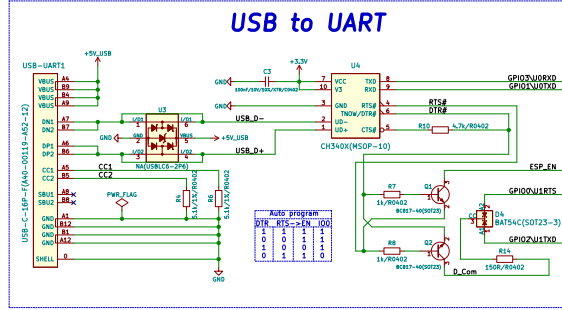 USB to UART
+5V_USB
USB-UART1
USB-C-16P-F(A40-00119-A52-12)
VBUS A4
VBUS B9
VBUS B4
VBUS A9
DN1 A7
DN2 B7
DP1 A6
DP2 B6
CC1 A5
CC2 B5
SBU1 A8
SBU2 B8
GND A1
GND B12
GND B1
GND A12
SHELL 0
CC1
CC2
PWR_FLAG
U3
I/O1 I/O1
1 6
GND 2 5 VBUS +5V_USB
3 4
I/O2 I/O2
NA(USBLC6-2P6)
USB_D-
USB_D+
R4
5.1k/1%/R0402
R6
5.1k/1%/R0402
GND
C3
GND
+3.3V
GND
U4
7 VCC TXD 8
10 V3 RXD 9
3 GND RTS# 4
TNOW/DTR# 6
2 UD-
1 UD+ CTS# 5
CH340X(MSOP-10)
GPIO3\U0RXD
GPIO1\U0TXD
RTS#
DTR#
R10 4.7k/R0402
Auto program
DTR RTS->EN IO0
1 1 1 1
0 0 1 1
1 0 0 1
0 1 1 0
R7
1k/R0402
Q1
BC817-40(SOT23)
ESP_EN
GPIO0\U1RTS
D4
BAT54C(SOT23-3)
GPIO2\U1TXD
R8
1k/R0402
Q2
BC817-40(SOT23)
R14
150R/R0402
D_Com